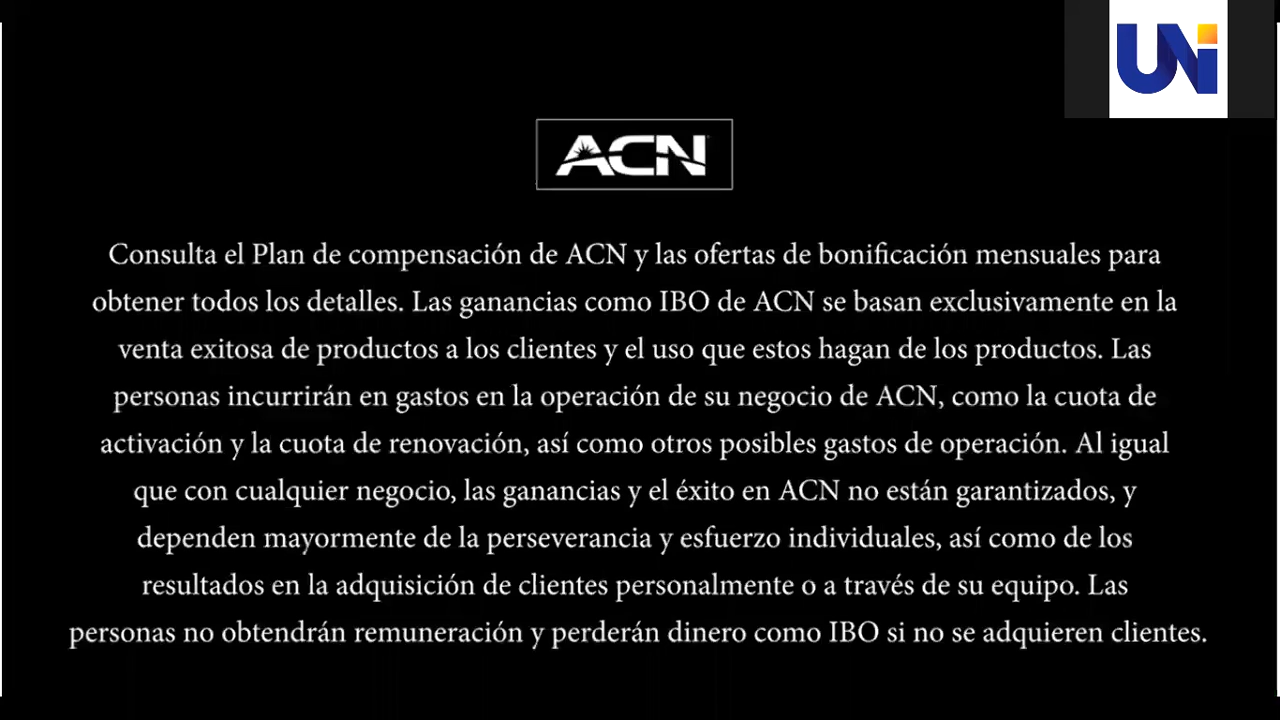 UNi
ACN
Consulta el Plan de compensación de ACN y las ofertas de bonificación mensuales para
obtener todos los detalles. Las ganancias como IBO de ACN se basan exclusivamente en la
venta exitosa de productos a los clientes y el uso que estos hagan de los productos. Las
personas incurrirán en gastos en la operación de su negocio de ACN, como la cuota de
activación y la cuota de renovación, así como otros posibles gastos de operación. Al igual
que con cualquier negocio, las ganancias y el éxito en ACN no están garantizados, y
dependen mayormente de la perseverancia y esfuerzo individuales, así como de los
resultados en la adquisición de clientes personalmente o a través de su equipo. Las
personas no obtendrán remuneración y perderán dinero como IBO si no se adquieren clientes.